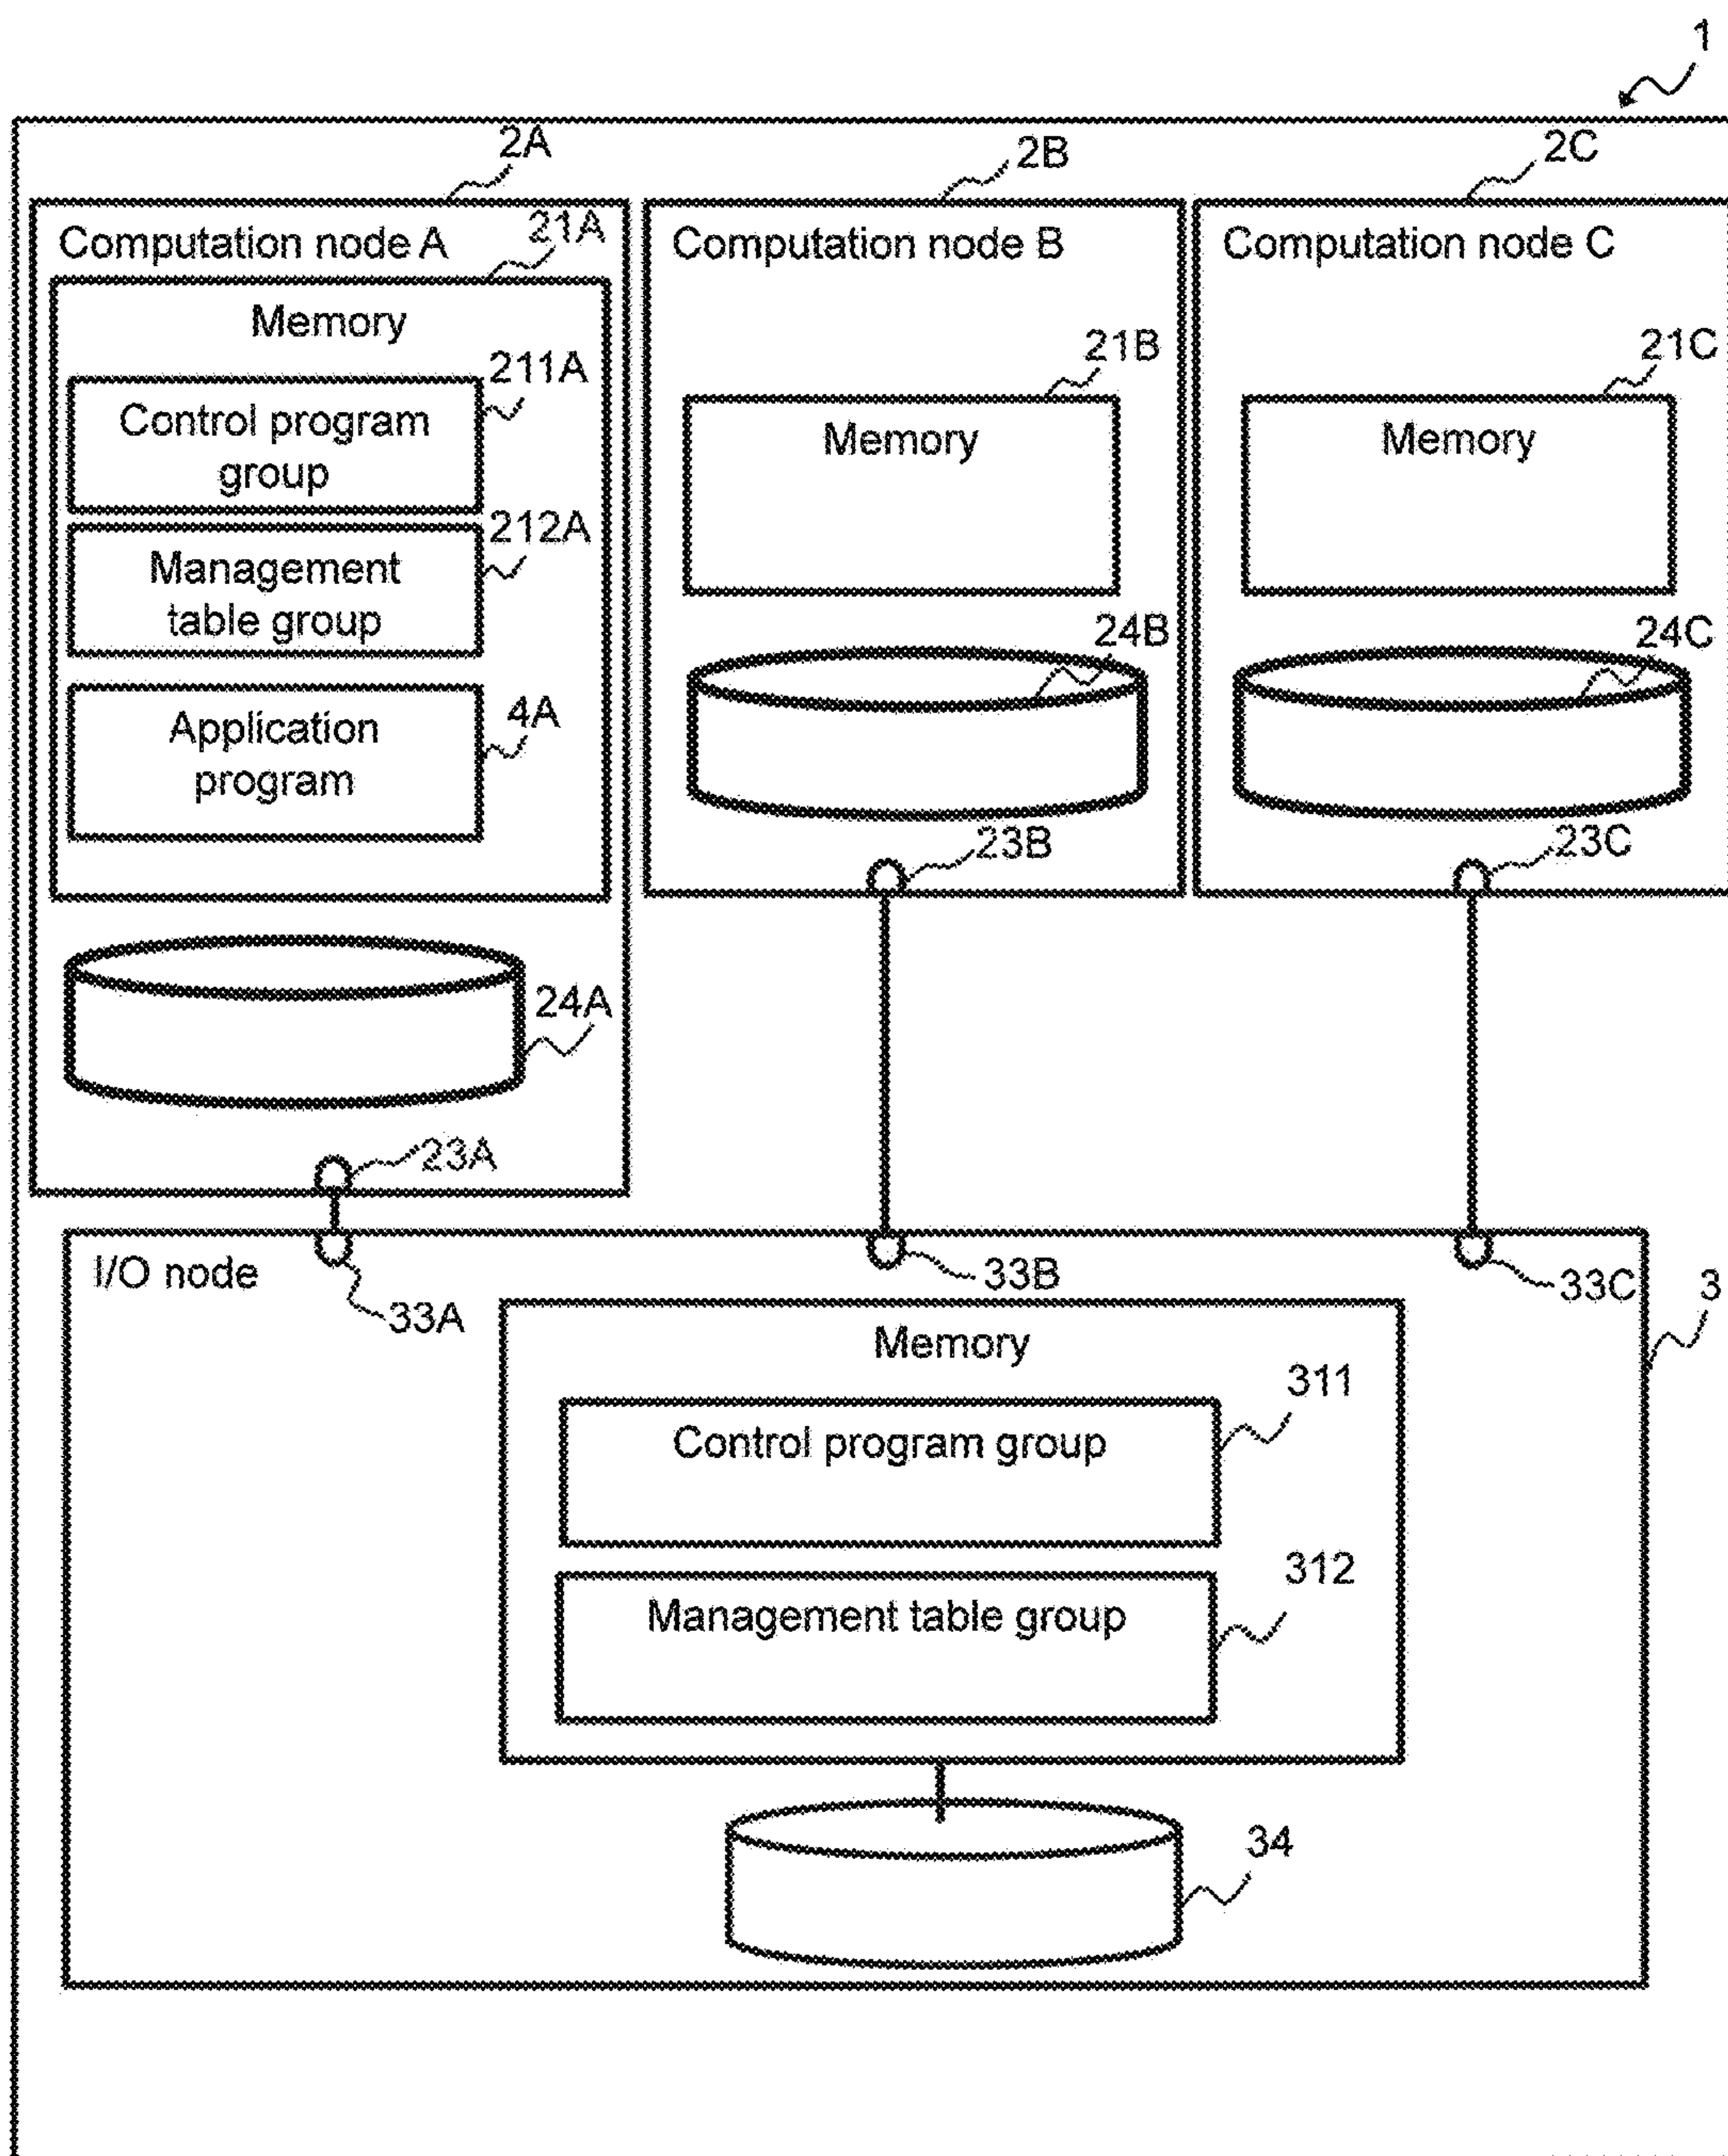 1
2A
2B
2C
Computation node A
21A
Computation node B
Computation node C
Memory
211A
Control program
group
212A
Management
table group
4A
Application
program
24A
23A
21B
Memory
24B
23B
21C
Memory
24C
23C
I/O node
33A
33B
33C
3
Memory
311
Control program group
312
Management table group
34